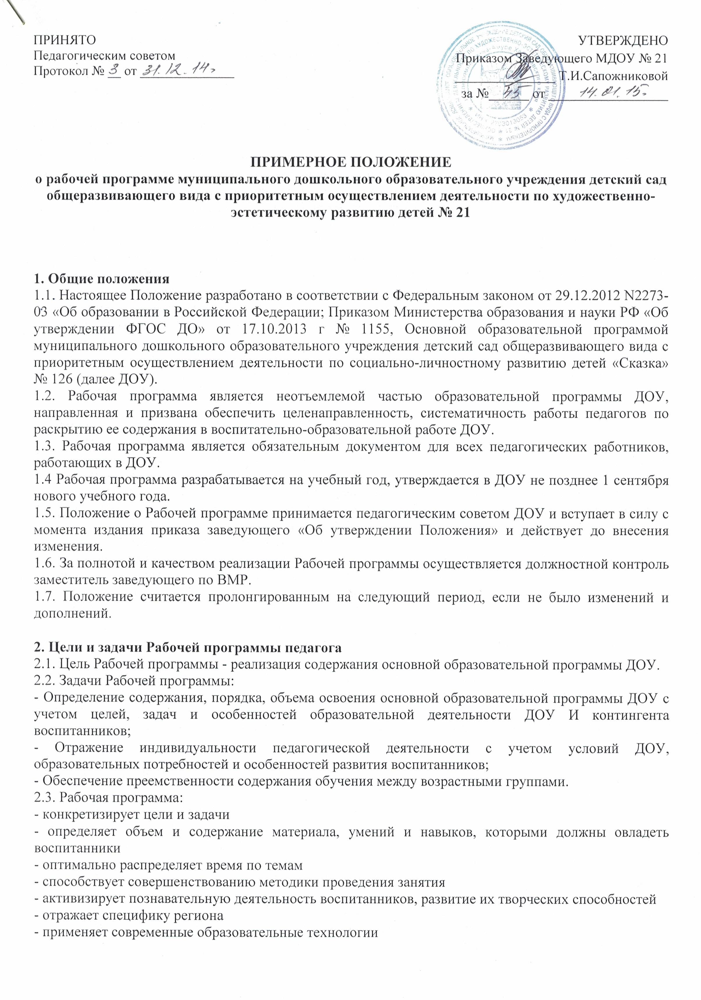 ПРИНЯТО
Педагогическим советом
Протокол № 3 от 31.12.14г
УТВЕРЖДЕНО
Приказом Заведующего МДОУ № 21
Т.И.Сапожниковой
за № 45 от 14.01.15.
ПРИМЕРНОЕ ПОЛОЖЕНИЕ
о рабочей программе муниципального дошкольного образовательного учреждения детский сад
общеразвивающего вида с приоритетным осуществлением деятельности по художественно-
эстетическому развитию детей № 21
1. Общие положения
1.1. Настоящее Положение разработано в соответствии с Федеральным законом от 29.12.2012 N2273-
03 «Об образовании в Российской Федерации; Приказом Министерства образования и науки РФ «Об
утверждении ФГОС ДО» от 17.10.2013 г № 1155, Основной образовательной программой
муниципального дошкольного образовательного учреждения детский сад общеразвивающего вида с
приоритетным осуществлением деятельности по социально-личностному развитию детей «Сказка»
№ 126 (далее ДОУ).
1.2. Рабочая программа является неотъемлемой частью образовательной программы ДОУ,
направленная и призвана обеспечить целенаправленность, систематичность работы педагогов по
раскрытию ее содержания в воспитательно-образовательной работе ДОУ.
1.3. Рабочая программа является обязательным документом для всех педагогических работников,
работающих в ДОУ.
1.4 Рабочая программа разрабатывается на учебный год, утверждается в ДОУ не позднее 1 сентября
нового учебного года.
1.5. Положение о Рабочей программе принимается педагогическим советом ДОУ и вступает в силу с
момента издания приказа заведующего «Об утверждении Положения» и действует до внесения
изменения.
1.6. За полнотой и качеством реализации Рабочей программы осуществляется должностной контроль
заместитель заведующего по ВМР.
1.7. Положение считается пролонгированным на следующий период, если не было изменений и
дополнений.
2. Цели и задачи Рабочей программы педагога
2.1. Цель Рабочей программы - реализация содержания основной образовательной программы ДОУ.
2.2. Задачи Рабочей программы:
- Определение содержания, порядка, объема освоения основной образовательной программы ДОУ с
учетом целей, задач и особенностей образовательной деятельности ДОУ И контингента
воспитанников;
- Отражение индивидуальности педагогической деятельности с учетом условий ДОУ,
образовательных потребностей и особенностей развития воспитанников;
- Обеспечение преемственности содержания обучения между возрастными группами.
2.3. Рабочая программа:
- конкретизирует цели и задачи
- определяет объем и содержание материала, умений и навыков, которыми должны овладеть
воспитанники
- оптимально распределяет время по темам
- способствует совершенствованию методики проведения занятия
- активизирует познавательную деятельность воспитанников, развитие их творческих способностей
- отражает специфику региона
- применяет современные образовательные технологии